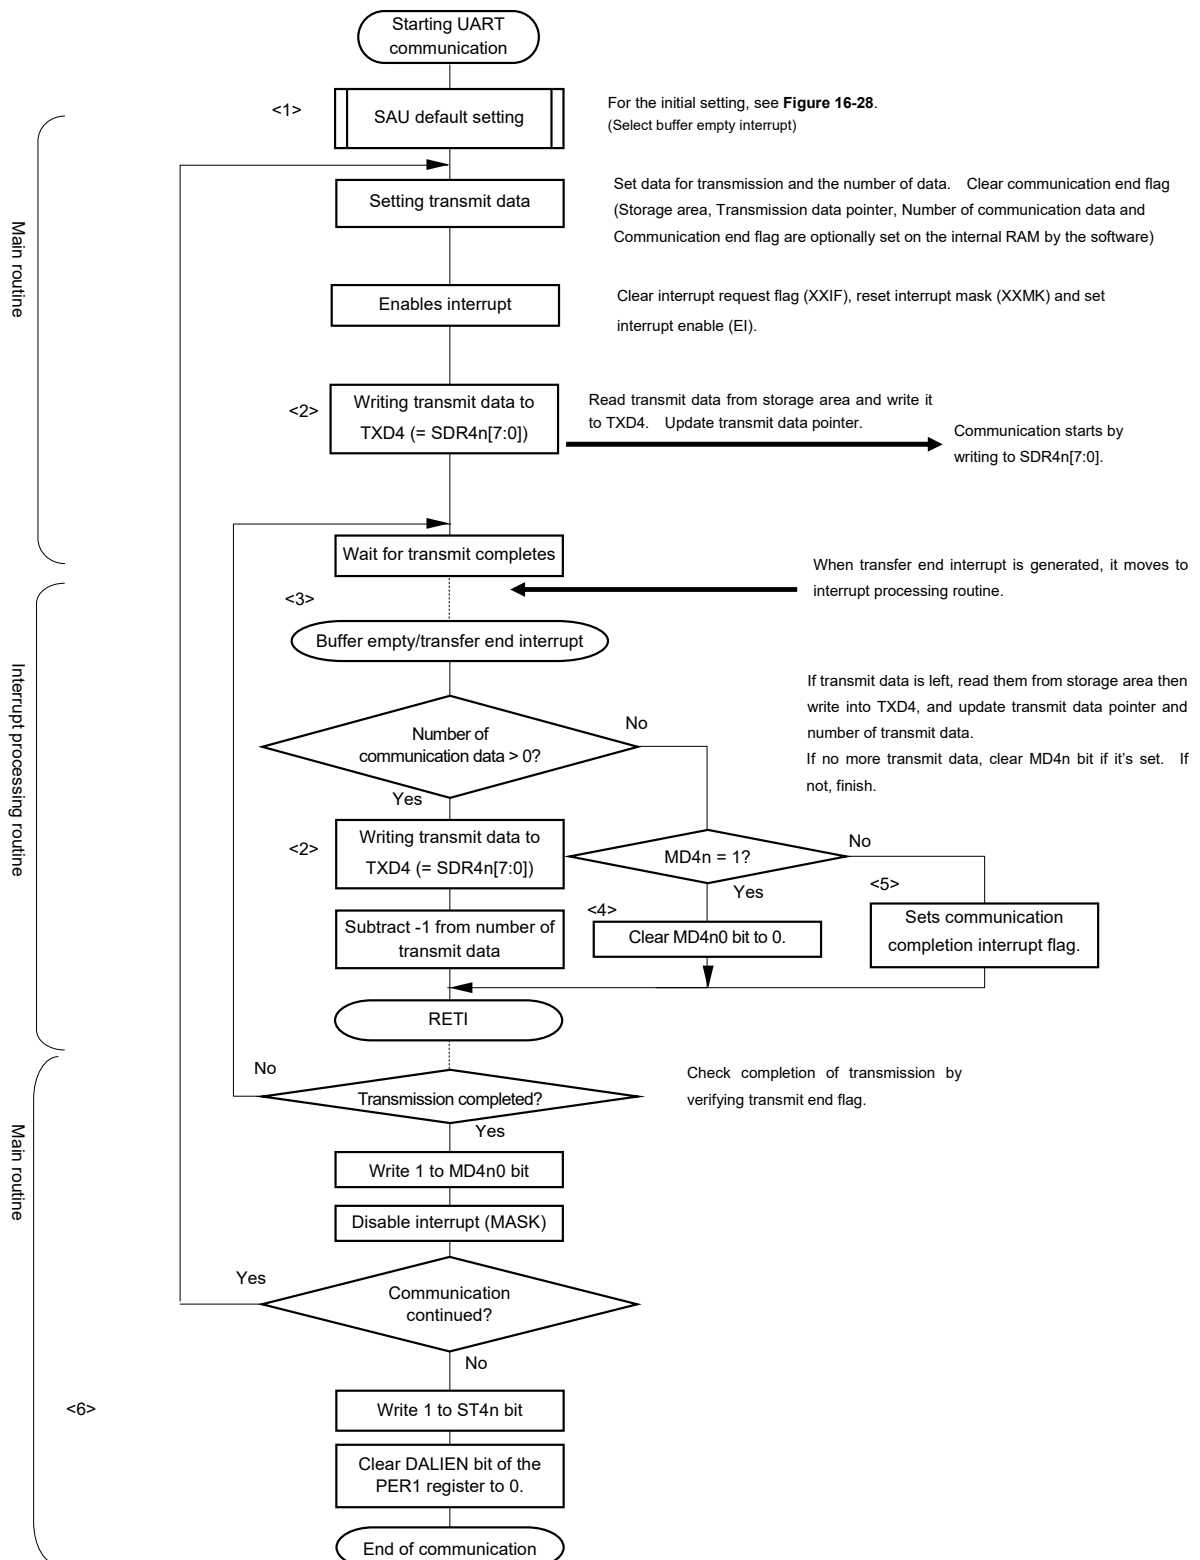 Starting UART
communication
<1>
SAU default setting
For the initial setting, see Figure 16-28.
(Select buffer empty interrupt)
Main routine
Setting transmit data
Set data for transmission and the number of data. Clear communication end flag
(Storage area, Transmission data pointer, Number of communication data and
Communication end flag are optionally set on the internal RAM by the software)
Enables interrupt
Clear interrupt request flag (XXIF), reset interrupt mask (XXMK) and set
interrupt enable (EI).
<2>
Writing transmit data to
TXD4 (= SDR4n[7:0])
Read transmit data from storage area and write it
to TXD4. Update transmit data pointer.
Communication starts by
writing to SDR4n[7:0].
Wait for transmit completes
When transfer end interrupt is generated, it moves to
interrupt processing routine.
<3>
Buffer empty/transfer end interrupt
Interrupt processing routine
If transmit data is left, read them from storage area then
write into TXD4, and update transmit data pointer and
number of transmit data.
If no more transmit data, clear MD4n bit if it's set. If
not, finish.
Number of
communication data > 0?
No
Yes
<2>
Writing transmit data to
TXD4 (= SDR4n[7:0])
MD4n = 1?
No
Yes
<4>
Clear MD4n0 bit to 0.
<5>
Sets communication
completion interrupt flag.
Subtract -1 from number of
transmit data
RETI
No
Transmission completed?
Check completion of transmission by
verifying transmit end flag.
Yes
Main routine
Write 1 to MD4n0 bit
Disable interrupt (MASK)
Yes
Communication
continued?
No
<6>
Write 1 to ST4n bit
Clear DALIEN bit of the
PER1 register to 0.
End of communication